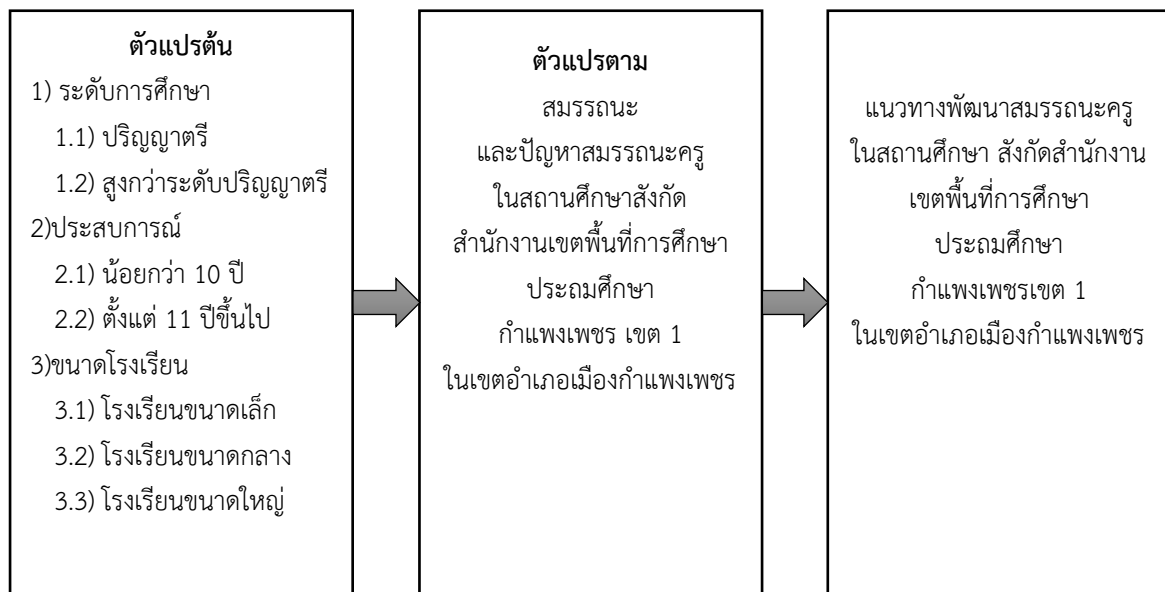 ตัวแปรต้น
1) ระดับการศึกษา
1.1) ปริญญาตรี
1.2) สูงกว่าระดับปริญญาตรี
2)ประสบการณ์
2.1) น้อยกว่า 10 ปี
2.2) ตั้งแต่ 11 ปีขึ้นไป
3)ขนาดโรงเรียน
3.1) โรงเรียนขนาดเล็ก
3.2) โรงเรียนขนาดกลาง
3.3) โรงเรียนขนาดใหญ่
ตัวแปรตาม
สมรรถนะ
และปัญหาสมรรถนะครู
ในสถานศึกษาสังกัด
สำนักงานเขตพื้นที่การศึกษา
ประถมศึกษา
กำแพงเพชร เขต 1
ในเขตอำเภอเมืองกำแพงเพชร
แนวทางพัฒนาสมรรถนะครู
ในสถานศึกษา สังกัดสำนักงาน
เขตพื้นที่การศึกษา
ประถมศึกษา
กำแพงเพชรเขต 1
ในเขตอำเภอเมืองกำแพงเพชร